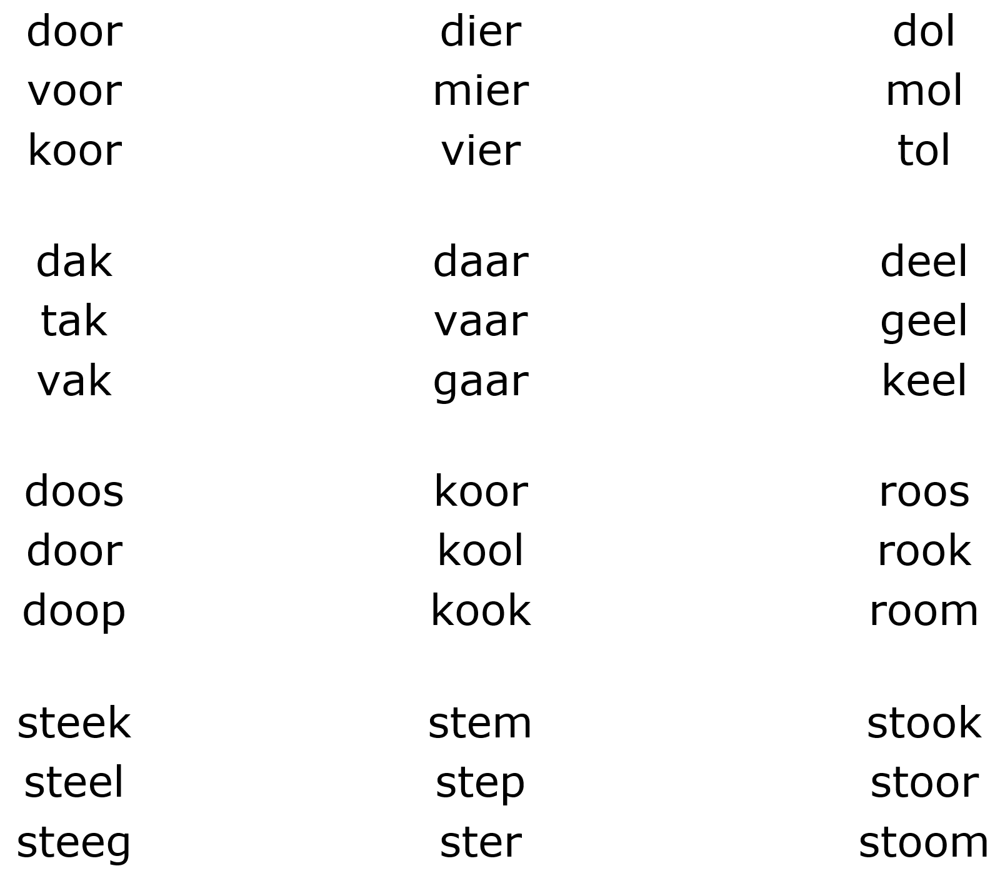 door dier dol
voor mier mol
koor vier tol
dak daar deel
tak vaar geel
vak gaar keel
doos koor roos
door kool rook
doop kook room
steek stem stook
steel step stoor
steeg ster stoom